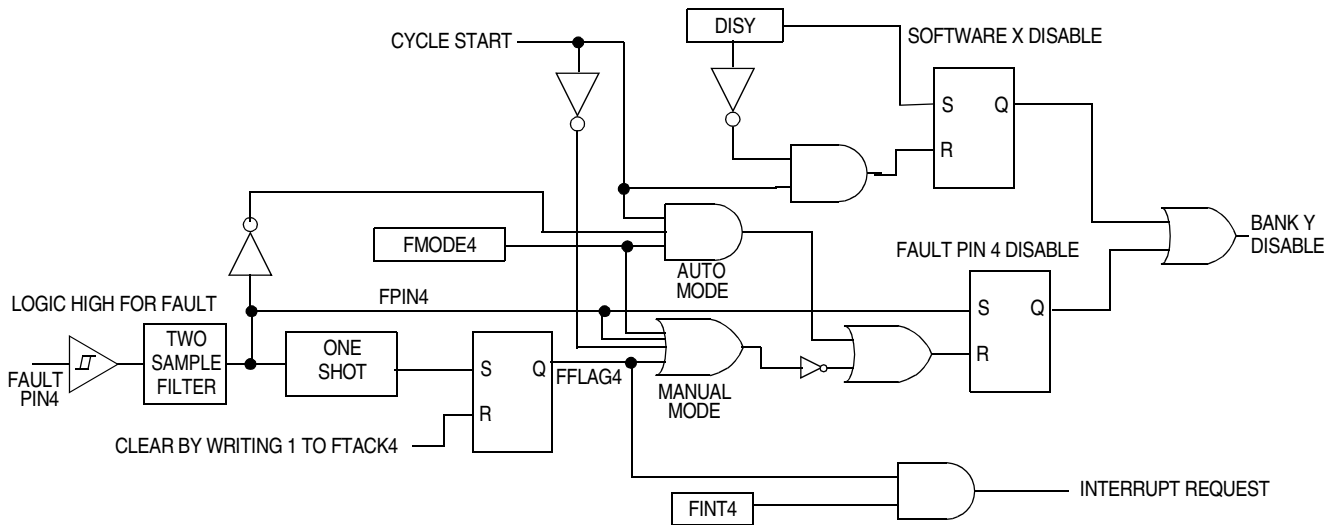 DISY
CYCLE START
SOFTWARE X DISABLE
S Q
R
FMODE4
AUTO
MODE
FAULT PIN 4 DISABLE
BANK Y
DISABLE
LOGIC HIGH FOR FAULT
FPIN4
S Q
R
TWO
SAMPLE
FILTER
ONE
SHOT
FAULT
PIN4
S Q
R
FFLAG4
MANUAL
MODE
CLEAR BY WRITING 1 TO FTACK4
FINT4
INTERRUPT REQUEST